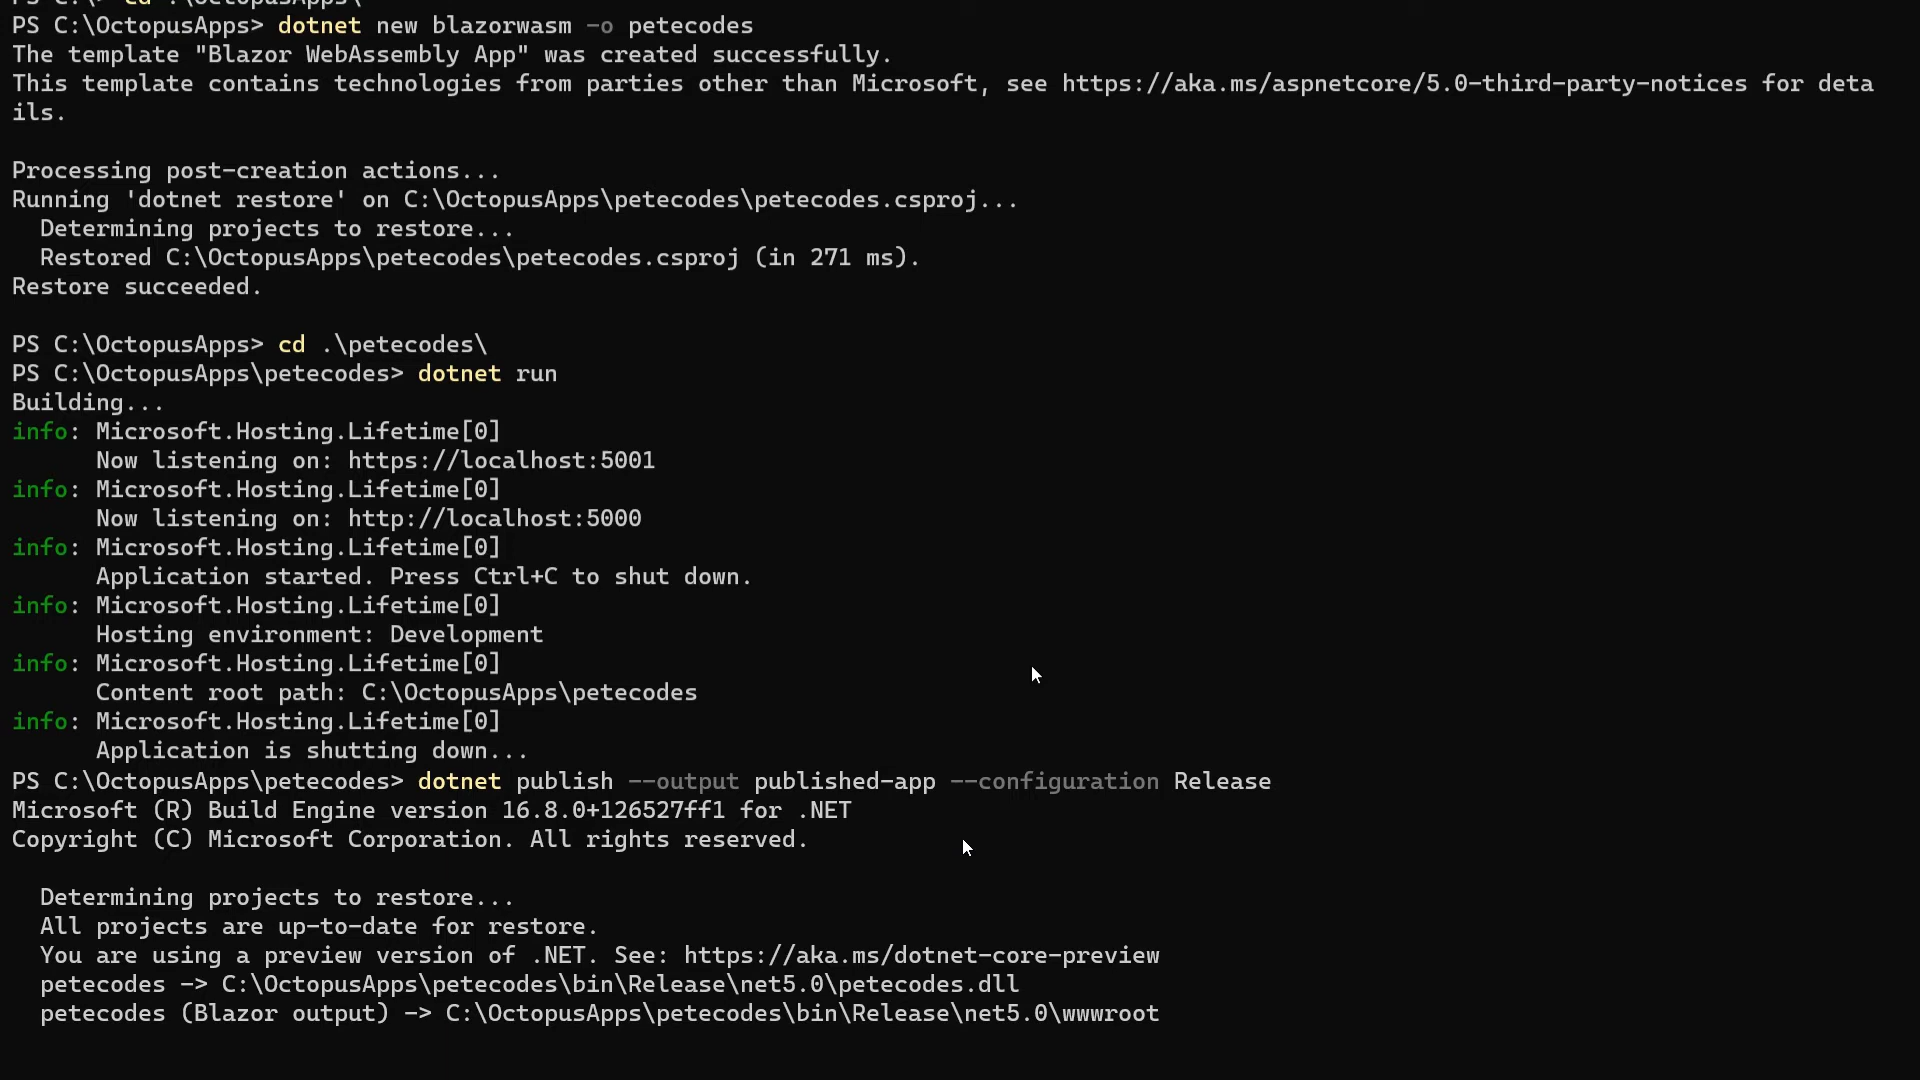 PS C:\> cd .\OctopusApps\
PS C:\OctopusApps> dotnet new blazorwasm -o petecodes
The template "Blazor WebAssembly App" was created successfully.
This template contains technologies from parties other than Microsoft, see https://aka.ms/aspnetcore/5.0-third-party-notices for deta
ils.
Processing post-creation actions...
Running 'dotnet restore' on C:\OctopusApps\petecodes\petecodes.csproj...
Determining projects to restore...
Restored C:\OctopusApps\petecodes\petecodes.csproj (in 271 ms).
Restore succeeded.
PS C:\OctopusApps> cd .\petecodes\
PS C:\OctopusApps\petecodes> dotnet run
Building...
info: Microsoft.Hosting.Lifetime[0]
Now listening on: https://localhost:5001
info: Microsoft.Hosting.Lifetime[0]
Now listening on: http://localhost:5000
info: Microsoft.Hosting.Lifetime[0]
Application started. Press Ctrl+C to shut down.
info: Microsoft.Hosting.Lifetime[0]
Hosting environment: Development
info: Microsoft.Hosting.Lifetime[0]
Content root path: C:\OctopusApps\petecodes
info: Microsoft.Hosting.Lifetime[0]
Application is shutting down...
PS C:\OctopusApps\petecodes> dotnet publish --output published-app --configuration Release
Microsoft (R) Build Engine version 16.8.0+126527ff1 for .NET
Copyright (C) Microsoft Corporation. All rights reserved.
Determining projects to restore...
All projects are up-to-date for restore.
You are using a preview version of .NET. See: https://aka.ms/dotnet-core-preview
petecodes -> C:\OctopusApps\petecodes\bin\Release\net5.0\petecodes.dll
petecodes (Blazor output) -> C:\OctopusApps\petecodes\bin\Release\net5.0\wwwroot